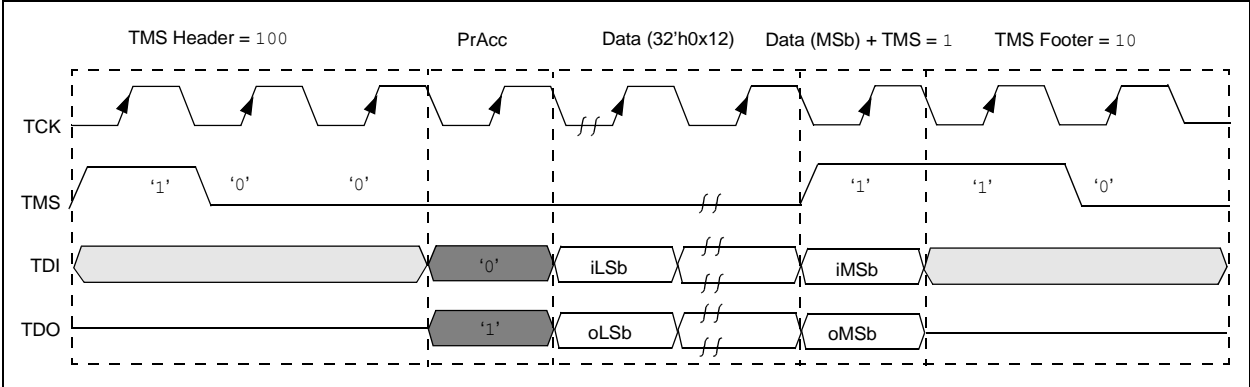 TMS Header = 100 PrAcc Data (32'h0x12) Data (MSb) + TMS = 1 TMS Footer = 10
TCK
TMS ‘1’ ‘0’ ‘0’ ‘1’ ‘1’ ‘0’
TDI ‘0’ iLSb iMSb
TDO ‘1’ oLSb oMSb